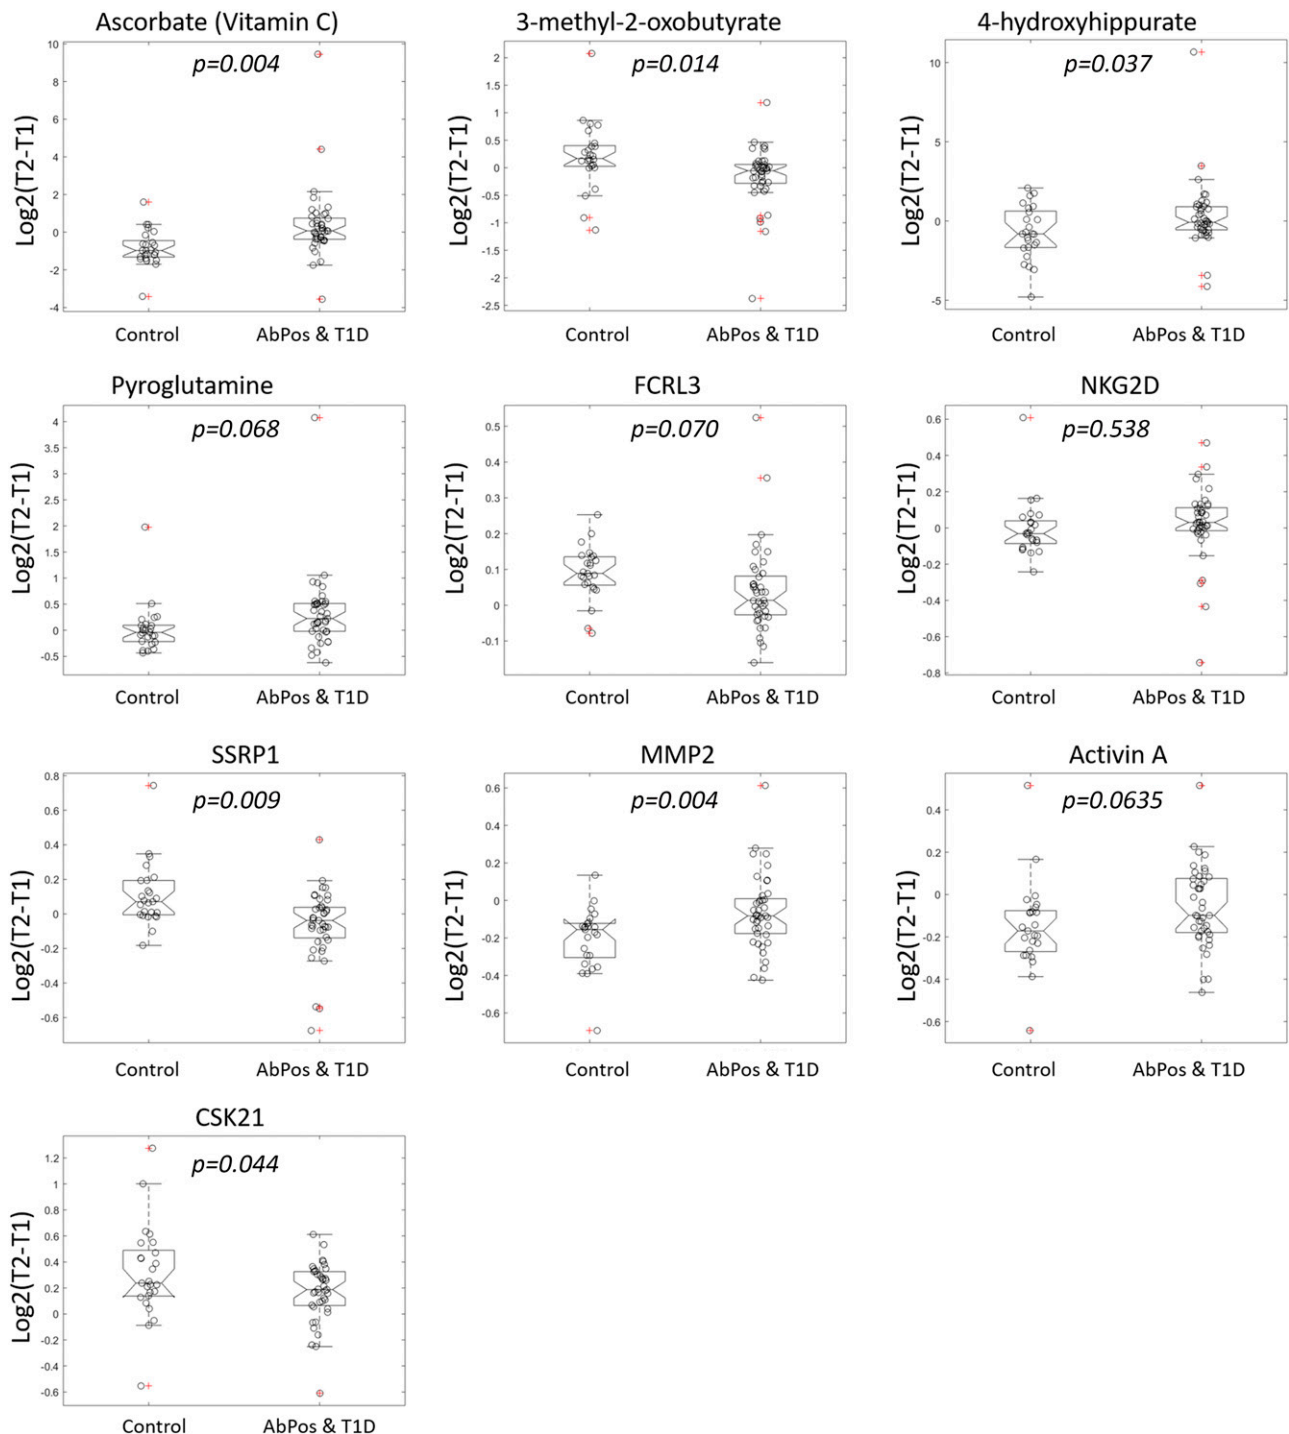 Ascorbate (Vitamin C)
p=0.004
Log2(T2-T1)
10
8
6
4
2
0
-2
-4
Control
AbPos & T1D
3-methyl-2-oxobutyrate
p=0.014
Log2(T2-T1)
2
1.5
1
0.5
0
-0.5
-1
-1.5
-2
-2.5
Control
AbPos & T1D
4-hydroxyhippurate
p=0.037
Log2(T2-T1)
10
5
0
-5
Control
AbPos & T1D
Pyroglutamine
p=0.068
Log2(T2-T1)
4
3.5
3
2.5
2
1.5
1
0.5
0
-0.5
Control
AbPos & T1D
FCRL3
p=0.070
Log2(T2-T1)
0.5
0.4
0.3
0.2
0.1
0
-0.1
Control
AbPos & T1D
NKG2D
p=0.538
Log2(T2-T1)
0.6
0.4
0.2
0
-0.2
-0.4
-0.6
-0.8
Control
AbPos & T1D
SSRP1
p=0.009
Log2(T2-T1)
0.8
0.6
0.4
0.2
0
-0.2
-0.4
-0.6
Control
AbPos & T1D
MMP2
p=0.004
Log2(T2-T1)
0.6
0.4
0.2
0
-0.2
-0.4
-0.6
Control
AbPos & T1D
Activin A
p=0.0635
Log2(T2-T1)
0.4
0.2
0
-0.2
-0.4
-0.6
Control
AbPos & T1D
CSK21
p=0.044
Log2(T2-T1)
1.2
1
0.8
0.6
0.4
0.2
0
-0.2
-0.4
-0.6
Control
AbPos & T1D